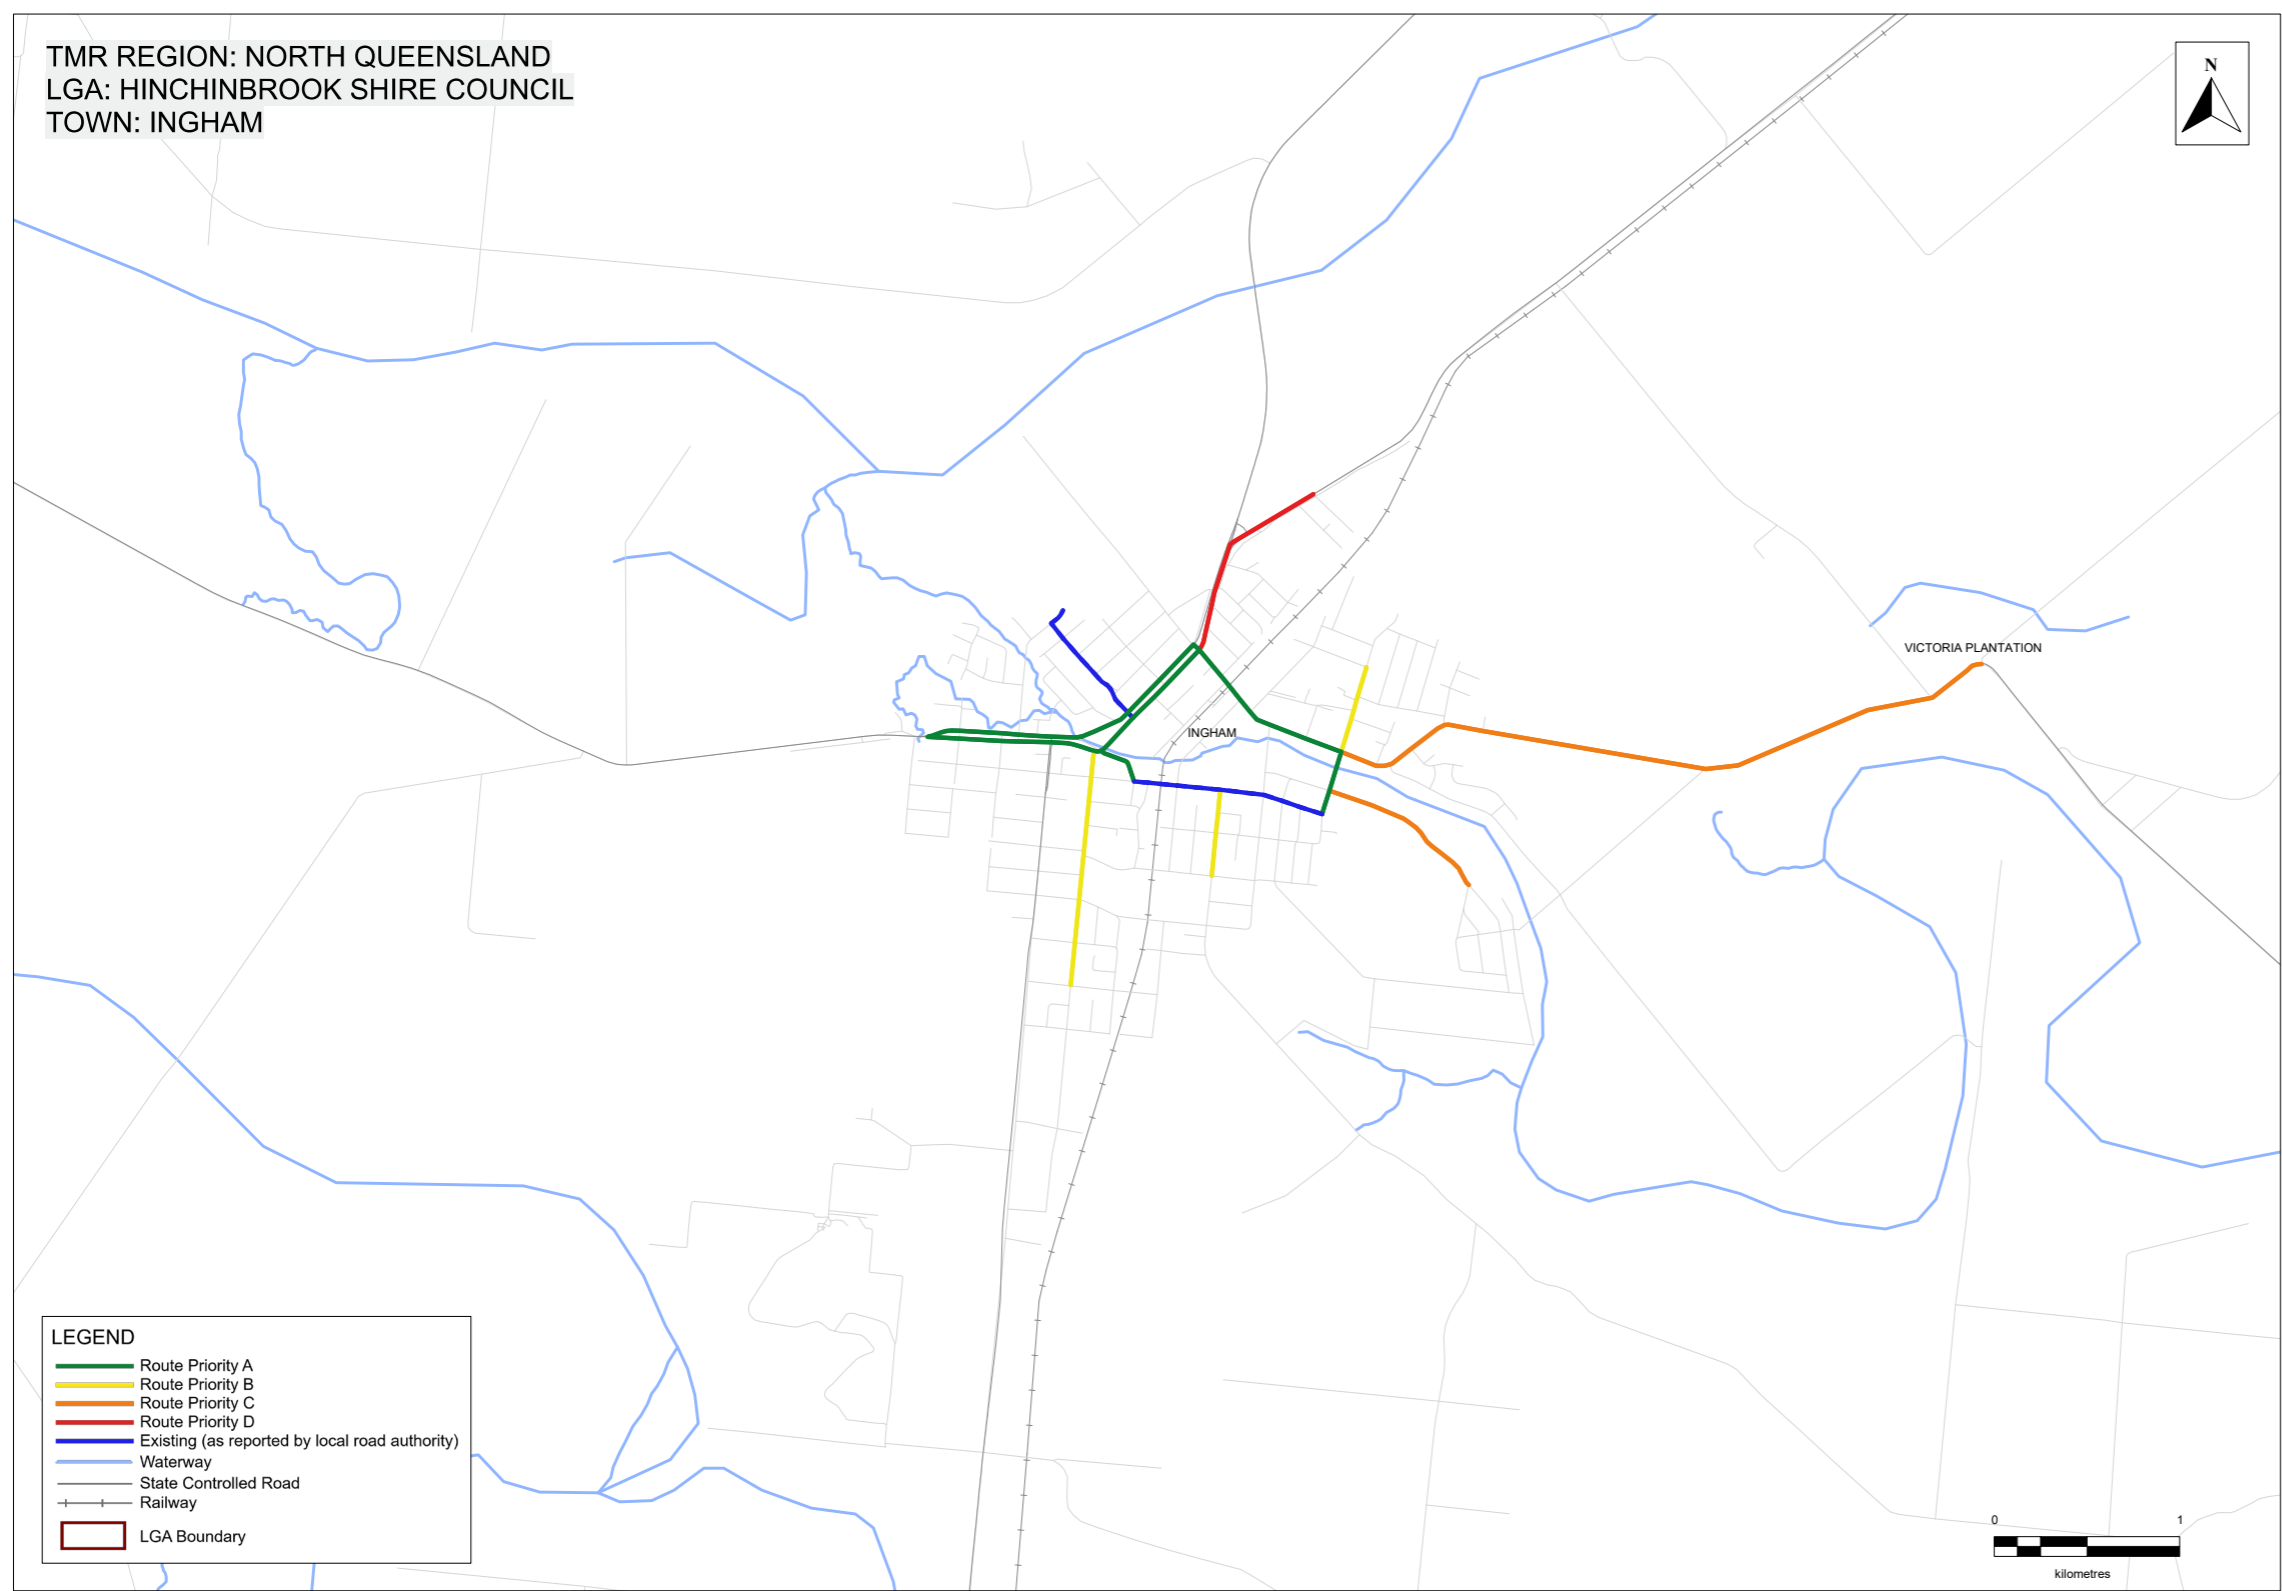 TMR REGION: NORTH QUEENSLAND
LGA: HINCHINBROOK SHIRE COUNCIL
TOWN: INGHAM
N
VICTORIA PLANTATION
INGHAM
LEGEND
Route Priority A
Route Priority B
Route Priority C
Route Priority D
Existing (as reported by local road authority)
Waterway
State Controlled Road
Railway
LGA Boundary
0 1
kilometres